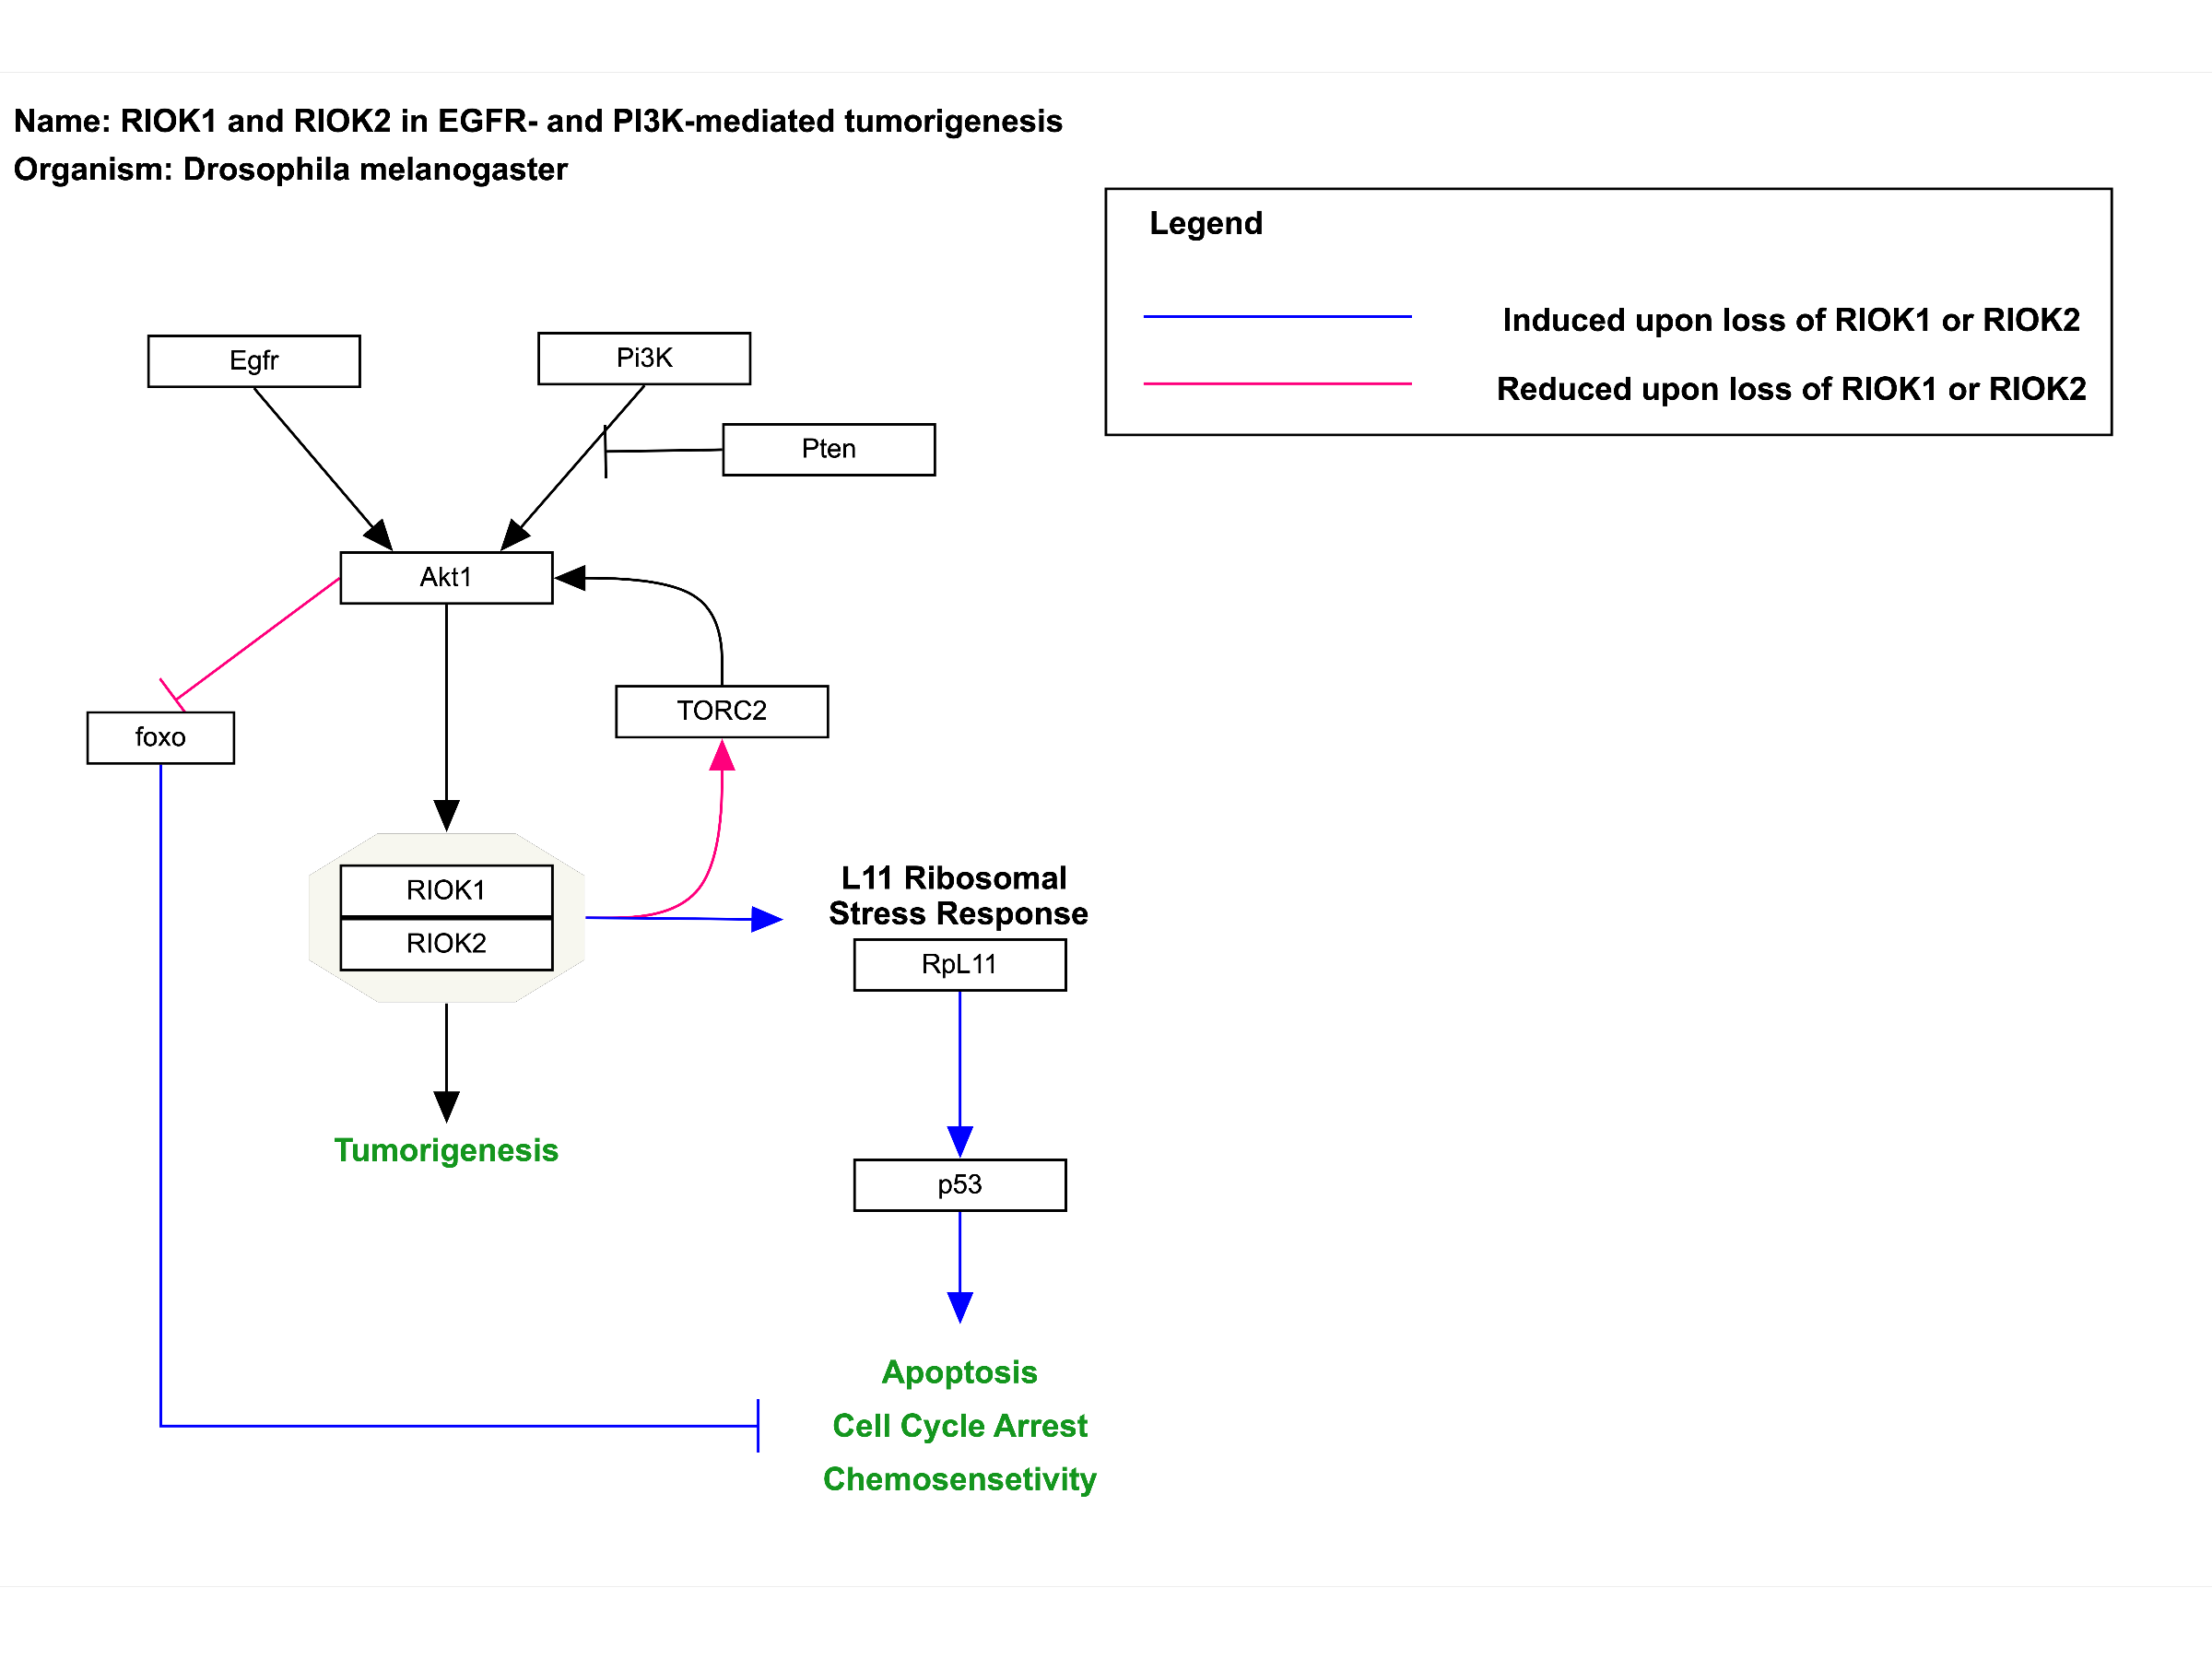 Name: RIOK1 and RIOK2 in EGFR- and PI3K-mediated tumorigenesis
Organism: Drosophila melanogaster
Legend
Induced upon loss of RIOK1 or RIOK2
Reduced upon loss of RIOK1 or RIOK2
Egfr
Pi3K
Pten
Akt1
TORC2
foxo
RIOK1
RIOK2
L11 Ribosomal
Stress Response
RpL11
Tumorigenesis
p53
Apoptosis
Cell Cycle Arrest
Chemosensetivity